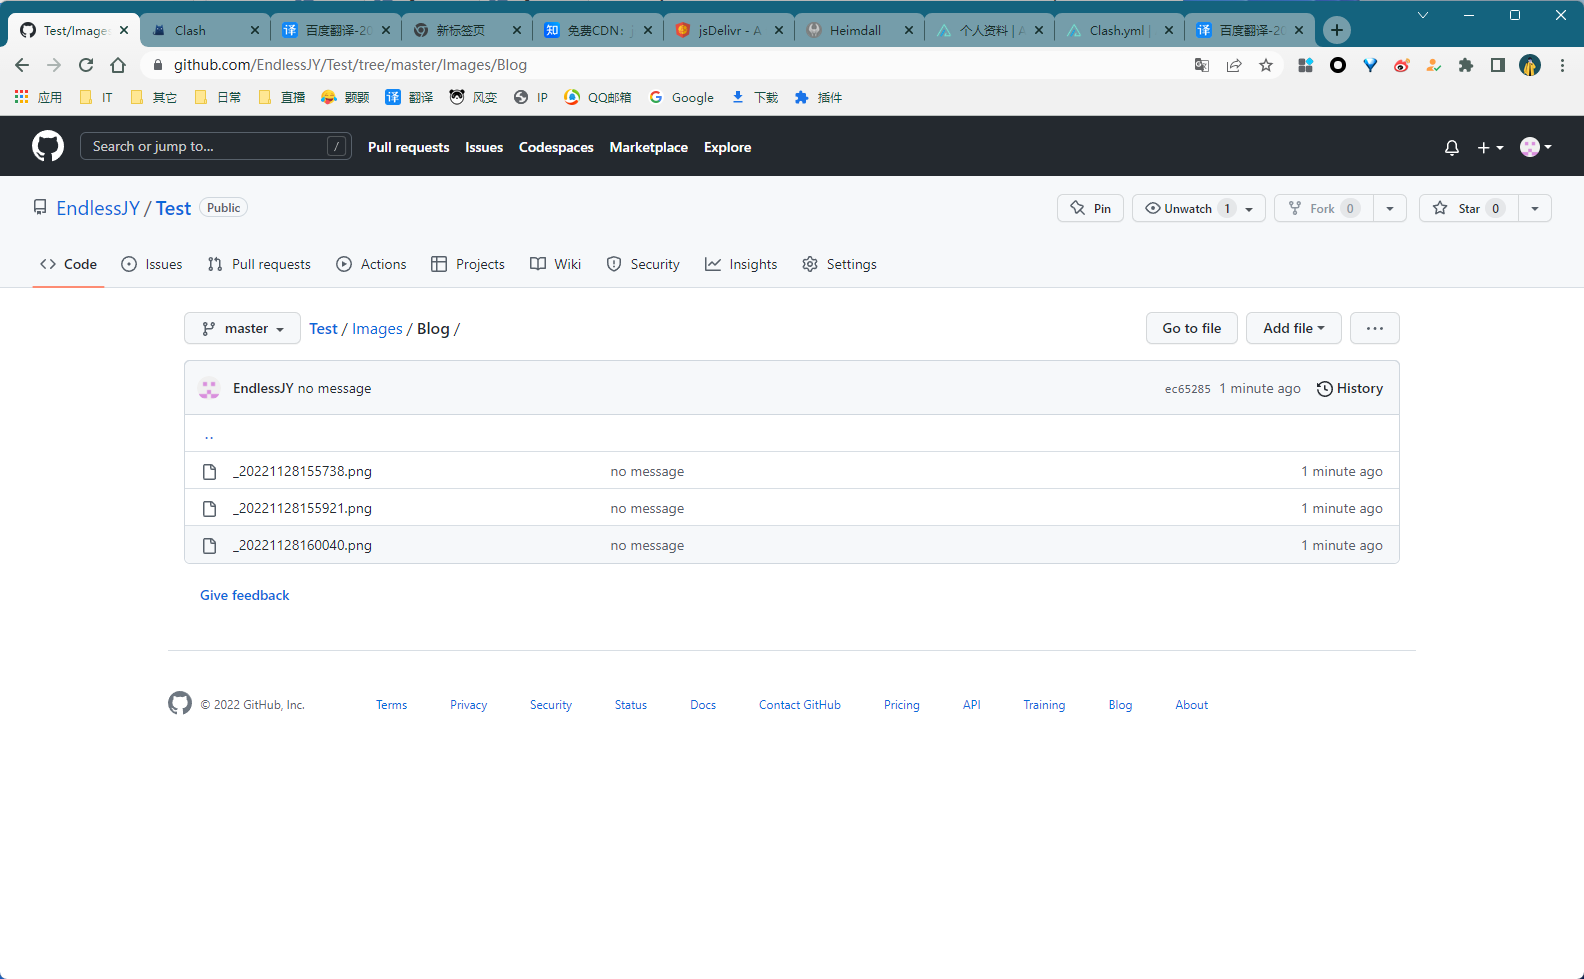 Test/Images
Clash
百度翻译-20
新标签页
免费CDN: j
jsDelivr - A
Heimdall
个人资料 | A
Clash.yml |
百度翻译-20
github.com/EndlessJY/Test/tree/master/Images/Blog
应用
IT
其它
日常
直播
颢颢
译 翻译
风变
IP
QQ邮箱
Google
下载
插件
Search or jump to...
/
Pull requests
Issues
Codespaces
Marketplace
Explore
EndlessJY / Test
Public
Pin
Unwatch 1
Fork 0
Star 0
Code
Issues
Pull requests
Actions
Projects
Wiki
Security
Insights
Settings
master
Test / Images / Blog /
Go to file
Add file
EndlessJY no message
ec65285 1 minute ago
History
..
_20221128155738.png no message 1 minute ago
_20221128155921.png no message 1 minute ago
_20221128160040.png no message 1 minute ago
Give feedback
© 2022 GitHub, Inc.
Terms
Privacy
Security
Status
Docs
Contact GitHub
Pricing
API
Training
Blog
About